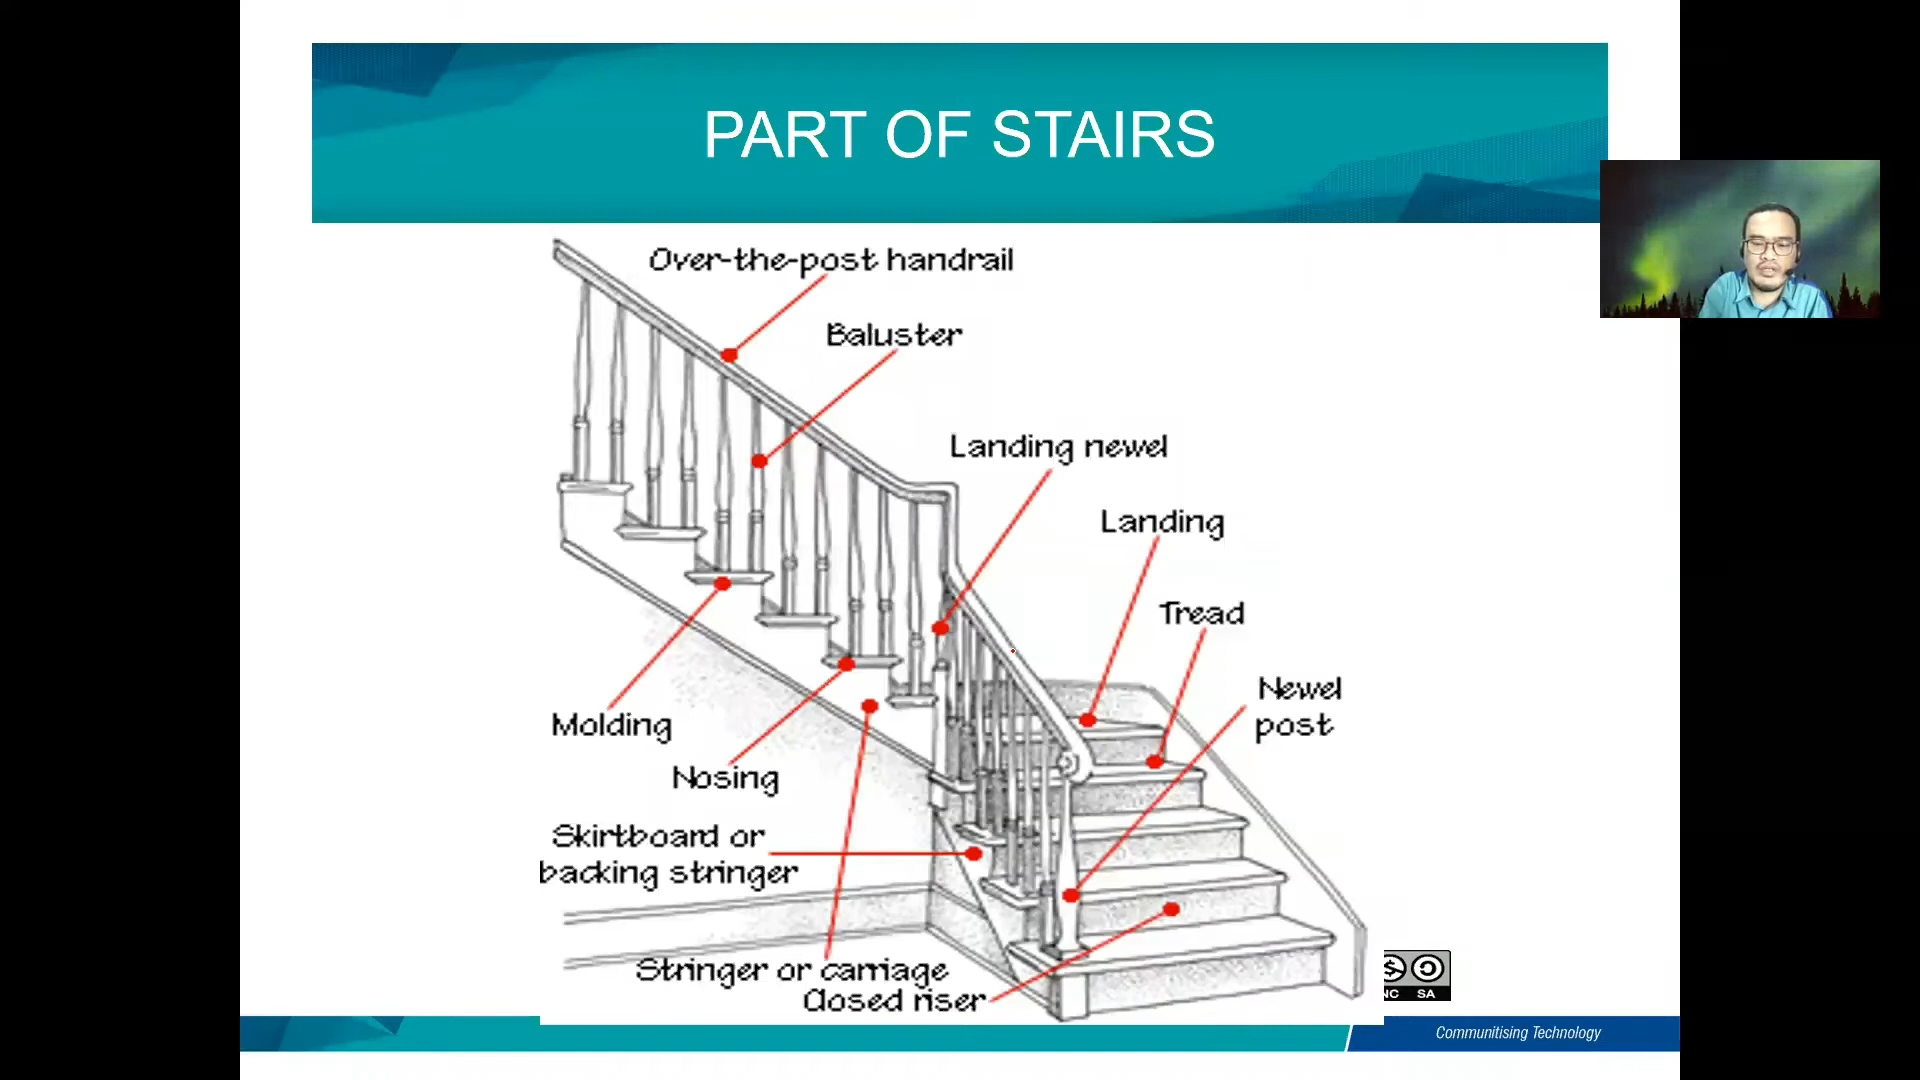 PART OF STAIRS
Over-the-post handrail
Baluster
Landing newel
Landing
Tread
Newel
post
Molding
Nosing
Skirtboard or
backing stringer
Stringer or carriage
Closed riser
NC SA
Communitising Technology